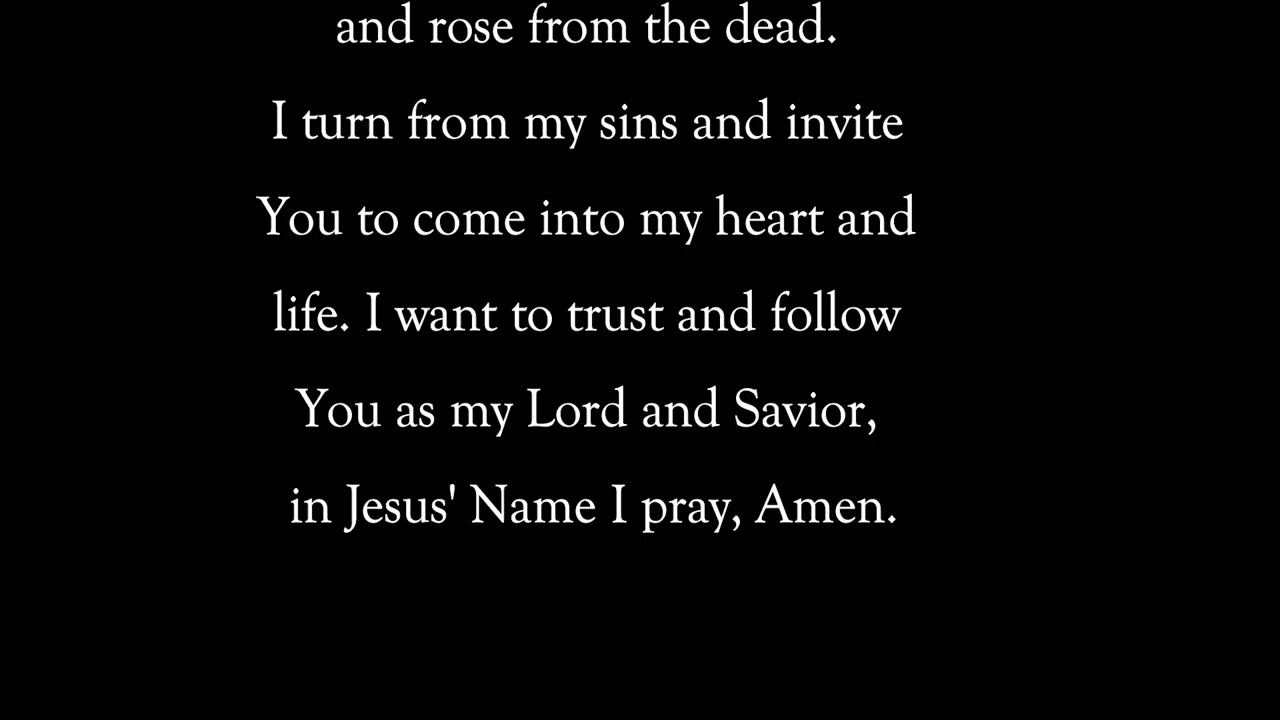 and rose from the dead.
I turn from my sins and invite
You to come into my heart and
life. I want to trust and follow
You as my Lord and Savior,
in Jesus' Name I pray, Amen.